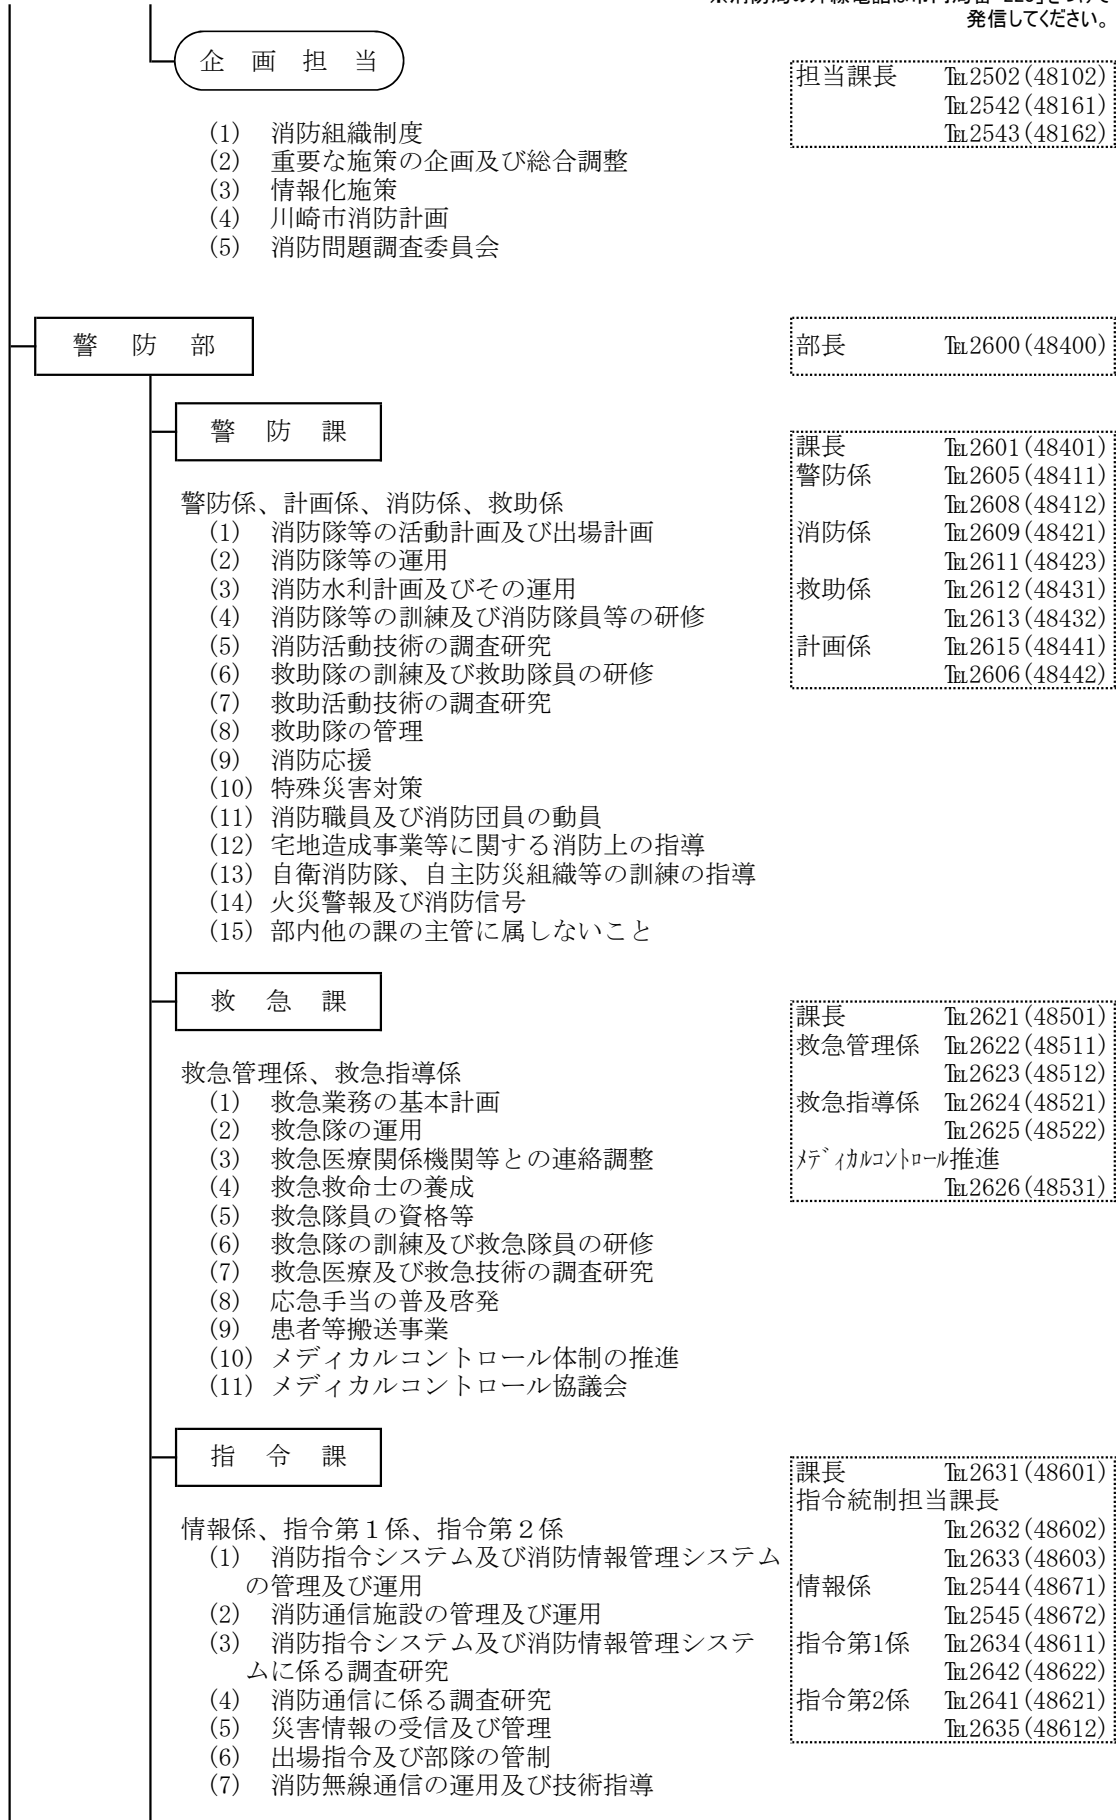 発信してください。
企画担当
担当課長 ℡2502(48102)
℡2542(48161)
℡2543(48162)
(1) 消防組織制度
(2) 重要な施策の企画及び総合調整
(3) 情報化施策
(4) 川崎市消防計画
(5) 消防問題調査委員会
警防部
部長 ℡2600(48400)
警防課
課長 ℡2601(48401)
警防係 ℡2605(48411)
℡2608(48412)
消防係 ℡2609(48421)
℡2611(48423)
救助係 ℡2612(48431)
℡2613(48432)
計画係 ℡2615(48441)
℡2606(48442)
警防係、計画係、消防係、救助係
(1) 消防隊等の活動計画及び出場計画
(2) 消防隊等の運用
(3) 消防水利計画及びその運用
(4) 消防隊等の訓練及び消防隊員等の研修
(5) 消防活動技術の調査研究
(6) 救助隊の訓練及び救助隊員の研修
(7) 救助活動技術の調査研究
(8) 救助隊の管理
(9) 消防応援
(10) 特殊災害対策
(11) 消防職員及び消防団員の動員
(12) 宅地造成事業等に関する消防上の指導
(13) 自衛消防隊、自主防災組織等の訓練の指導
(14) 火災警報及び消防信号
(15) 部内他の課の主管に属しないこと
救急課
課長 ℡2621(48501)
救急管理係 ℡2622(48511)
℡2623(48512)
救急指導係 ℡2624(48521)
℡2625(48522)
ﾒﾃﾞｨｶﾙｺﾝﾄﾛｰﾙ推進
℡2626(48531)
救急管理係、救急指導係
(1) 救急業務の基本計画
(2) 救急隊の運用
(3) 救急医療関係機関等との連絡調整
(4) 救急救命士の養成
(5) 救急隊員の資格等
(6) 救急隊の訓練及び救急隊員の研修
(7) 救急医療及び救急技術の調査研究
(8) 応急手当の普及啓発
(9) 患者等搬送事業
(10) メディカルコントロール体制の推進
(11) メディカルコントロール協議会
指令課
課長 ℡2631(48601)
指令統制担当課長
℡2632(48602)
℡2633(48603)
情報係 ℡2544(48671)
℡2545(48672)
指令第1係 ℡2634(48611)
℡2642(48622)
指令第2係 ℡2641(48621)
℡2635(48612)
情報係、指令第１係、指令第２係
(1) 消防指令システム及び消防情報管理システム
の管理及び運用
(2) 消防通信施設の管理及び運用
(3) 消防指令システム及び消防情報管理システ
ムに係る調査研究
(4) 消防通信に係る調査研究
(5) 災害情報の受信及び管理
(6) 出場指令及び部隊の管制
(7) 消防無線通信の運用及び技術指導